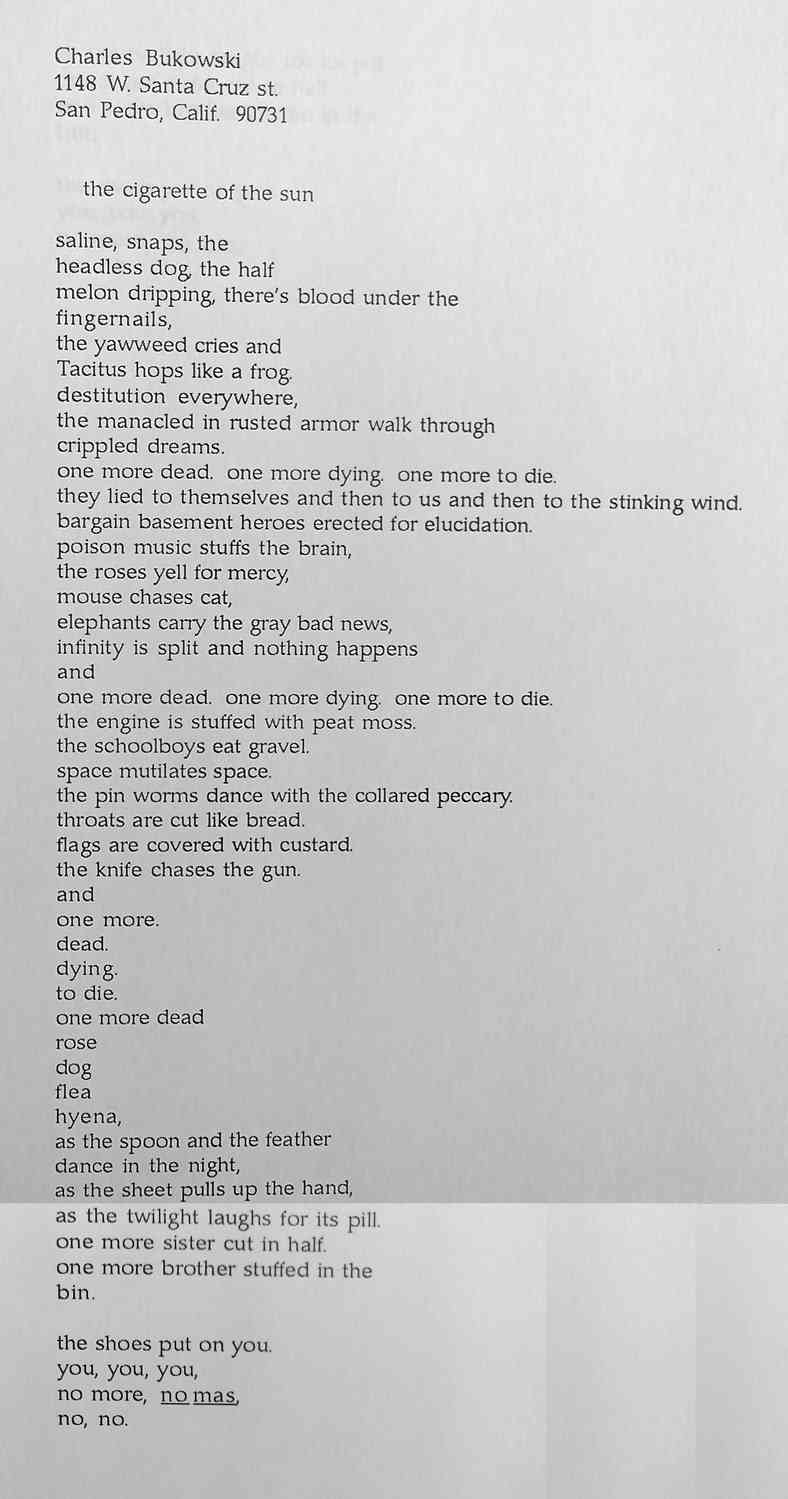 Charles Bukowski
1148 W. Santa Cruz st.
San Pedro, Calif. 90731
the cigarette of the sun
saline, snaps, the
headless dog, the half
melon dripping, there's blood under the
fingernails,
the yawweed cries and
Tacitus hops like a frog.
destitution everywhere,
the manacled in rusted armor walk through
crippled dreams.
one more dead. one more dying. one more to die.
they lied to themselves and then to us and then to the stinking wind.
bargain basement heroes erected for elucidation.
poison music stuffs the brain,
the roses yell for mercy,
mouse chases cat,
elephants carry the gray bad news,
infinity is split and nothing happens
and
one more dead. one more dying. one more to die.
the engine is stuffed with peat moss.
the schoolboys eat gravel.
space mutilates space.
the pin worms dance with the collared peccary.
throats are cut like bread.
flags are covered with custard.
the knife chases the gun.
and
one more.
dead.
dying.
to die.
one more dead
rose
dog
flea
hyena,
as the spoon and the feather
dance in the night,
as the sheet pulls up the hand,
as the twilight laughs for its pill.
one more sister cut in half.
one more brother stuffed in the
bin.
the shoes put on you.
you, you, you,
no more, no mas,
no, no.